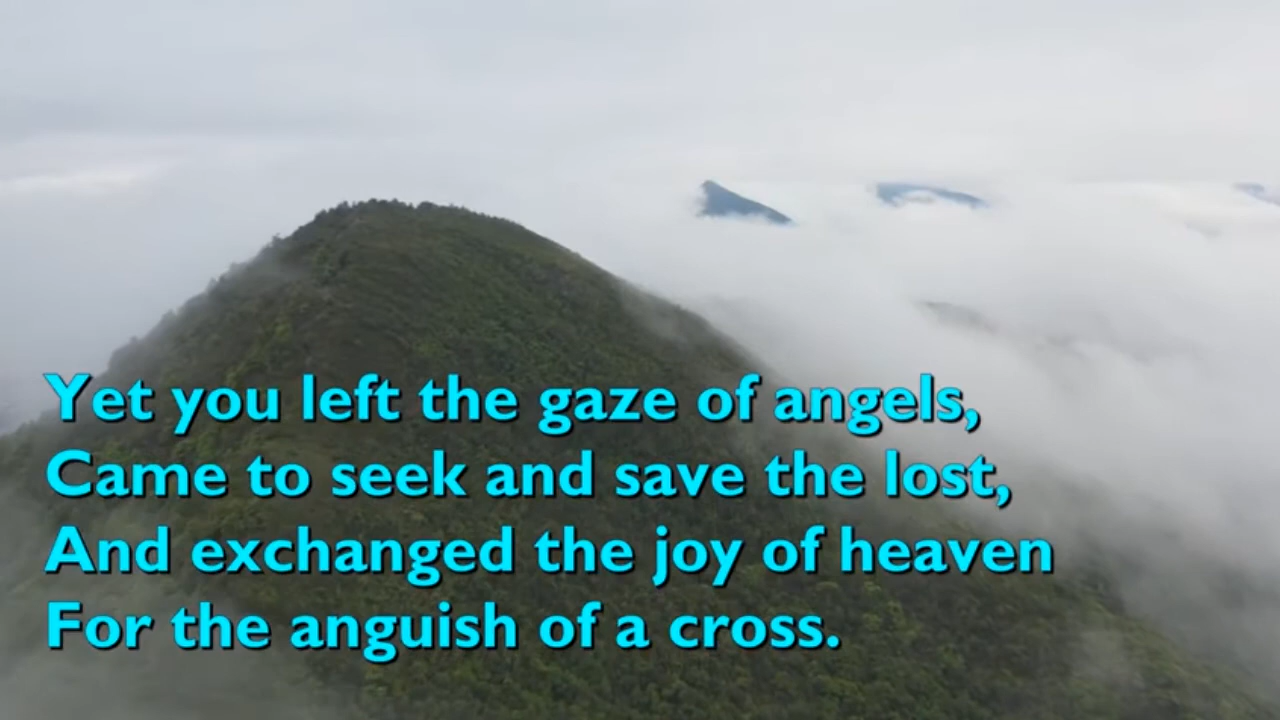 Yet you left the gaze of angels,
Came to seek and save the lost,
And exchanged the joy of heaven
For the anguish of a cross.